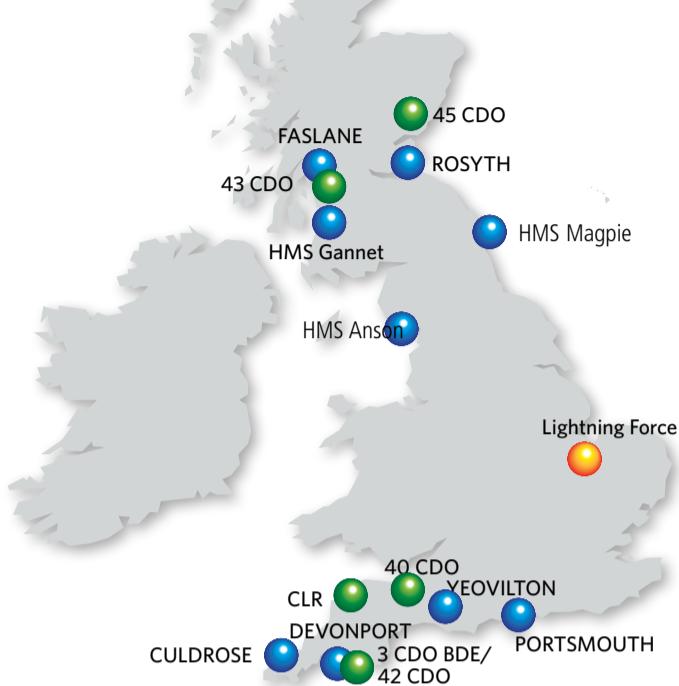 45 CDO
FASLANE
ROSYTH
43 CDO
HMS Magpie
HMS Gannet
HMS Anson
Lightning Force
40 CDO
YEOVILTON
CLR
DEVONPORT
PORTSMOUTH
CULDROSE
3 CDO BDE/
42 CDO